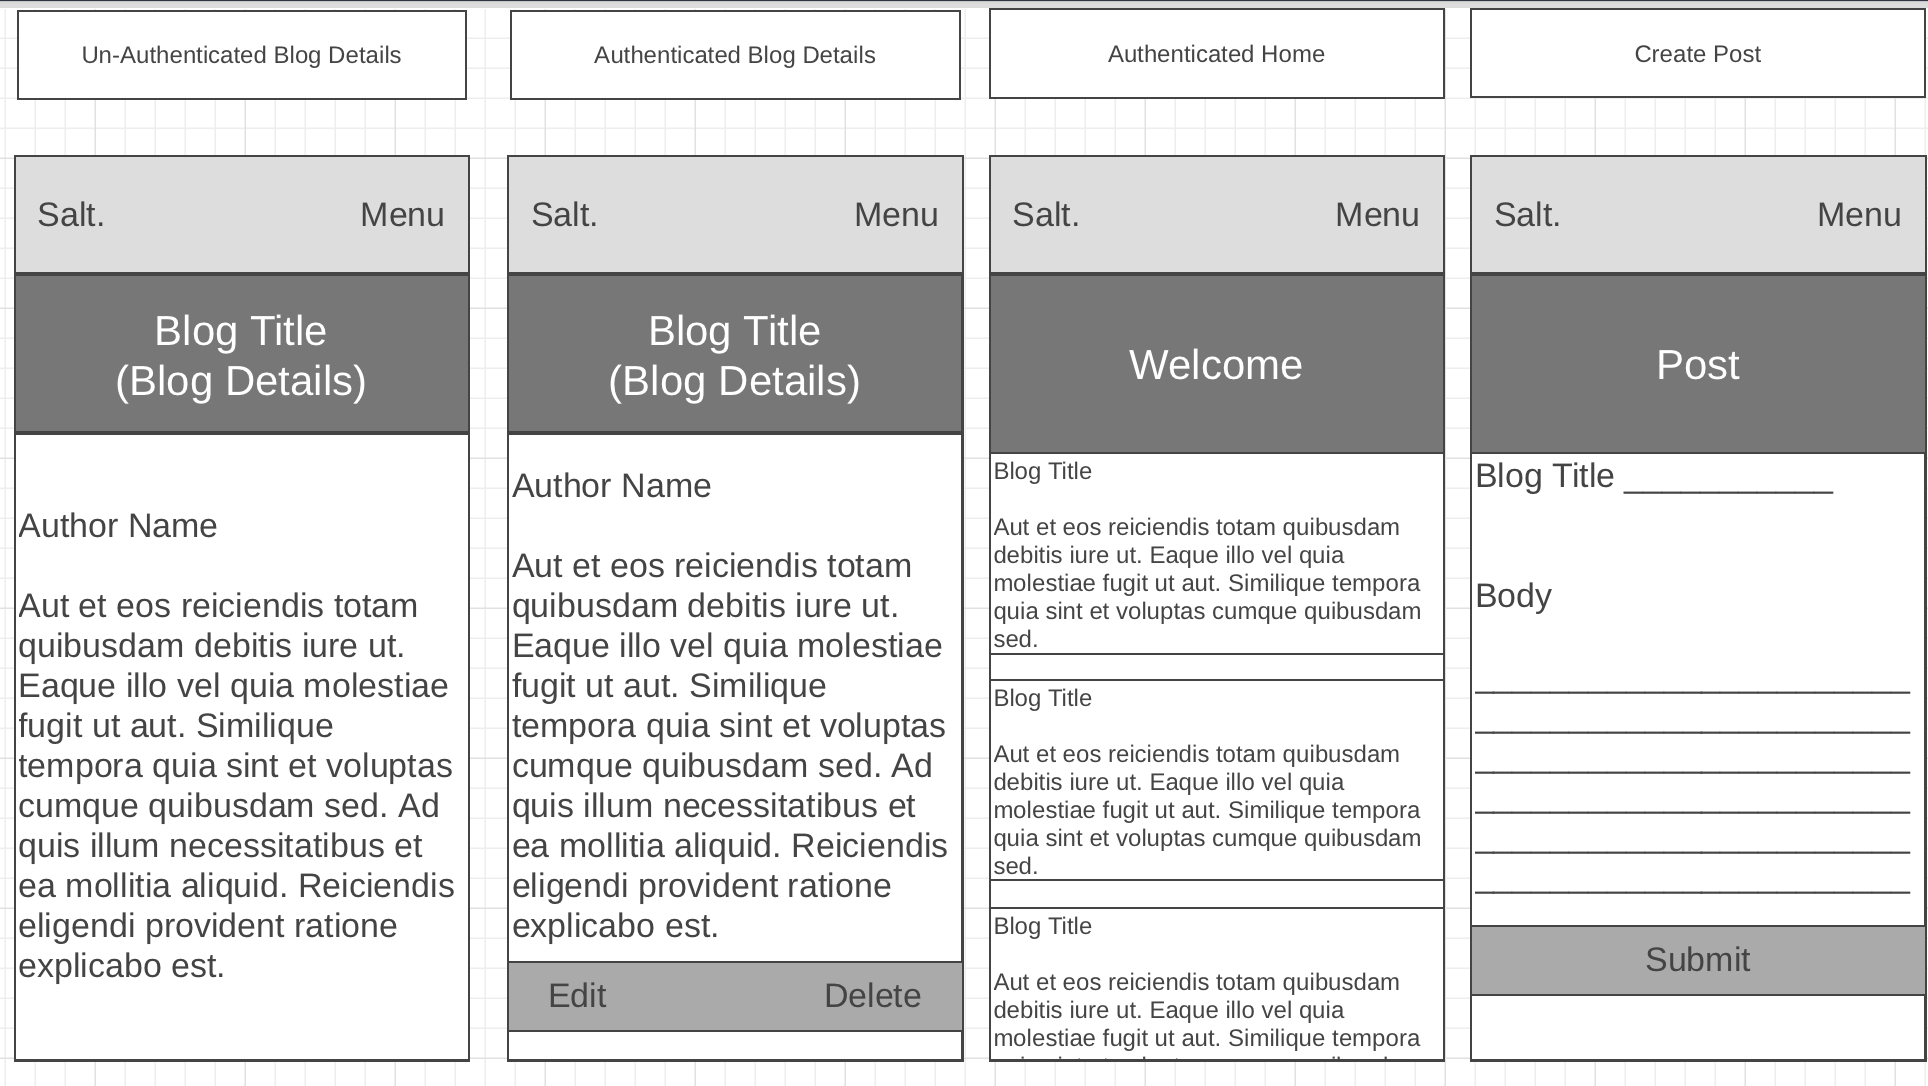 Un-Authenticated Blog Details
Authenticated Blog Details
Authenticated Home
Create Post
Salt.
Menu
Blog Title
(Blog Details)
Author Name
Aut et eos reiciendis totam
quibusdam debitis iure ut.
Eaque illo vel quia molestiae
fugit ut aut. Similique
tempora quia sint et voluptas
cumque quibusdam sed. Ad
quis illum necessitatibus et
ea mollitia aliquid. Reiciendis
eligendi provident ratione
explicabo est.
Salt.
Menu
Blog Title
(Blog Details)
Author Name
Aut et eos reiciendis totam
quibusdam debitis iure ut.
Eaque illo vel quia molestiae
fugit ut aut. Similique
tempora quia sint et voluptas
cumque quibusdam sed. Ad
quis illum necessitatibus et
ea mollitia aliquid. Reiciendis
eligendi provident ratione
explicabo est.
Edit
Delete
Salt.
Menu
Welcome
Blog Title
Aut et eos reiciendis totam quibusdam
debitis iure ut. Eaque illo vel quia
molestiae fugit ut aut. Similique tempora
quia sint et voluptas cumque quibusdam
sed.
Blog Title
Aut et eos reiciendis totam quibusdam
debitis iure ut. Eaque illo vel quia
molestiae fugit ut aut. Similique tempora
quia sint et voluptas cumque quibusdam
sed.
Blog Title
Aut et eos reiciendis totam quibusdam
debitis iure ut. Eaque illo vel quia
molestiae fugit ut aut. Similique tempora
Salt.
Menu
Post
Blog Title ___________
Body
Submit